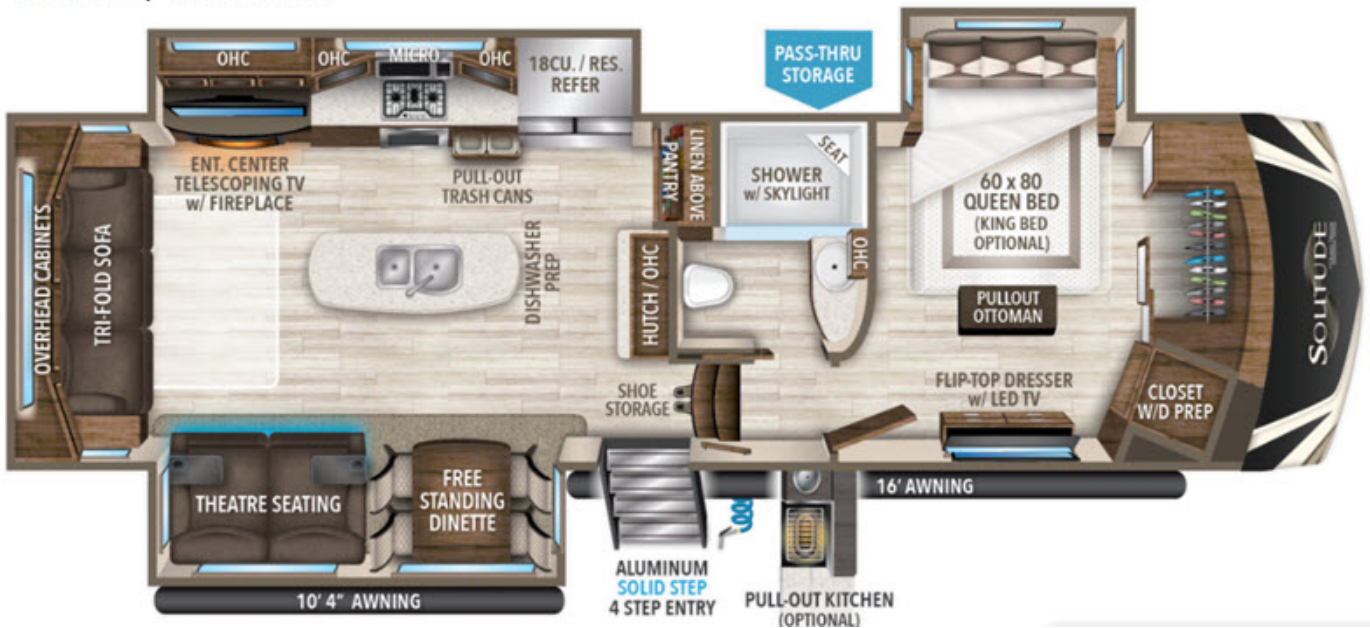 OHC
OHC
MICRO
OHC
18CU. / RES.
REFER
PASS-THRU
STORAGE
ENT. CENTER
TELESCOPING TV
w/ FIREPLACE
PULL-OUT
TRASH CANS
PANTRY
LINEN ABOVE
SHOWER
w/ SKYLIGHT
SEAT
60 x 80
QUEEN BED
(KING BED
OPTIONAL)
OVERHEAD CABINETS
TRI-FOLD SOFA
DISHWASHER
PREP
HUTCH / OHC
OHC
PULLOUT
OTTOMAN
SOLITUDE
SHOE
STORAGE
FLIP-TOP DRESSER
w/ LED TV
CLOSET
W/D PREP
THEATRE SEATING
FREE
STANDING
DINETTE
16' AWNING
10' 4" AWNING
ALUMINUM
SOLID STEP
4 STEP ENTRY
PULL-OUT KITCHEN
(OPTIONAL)